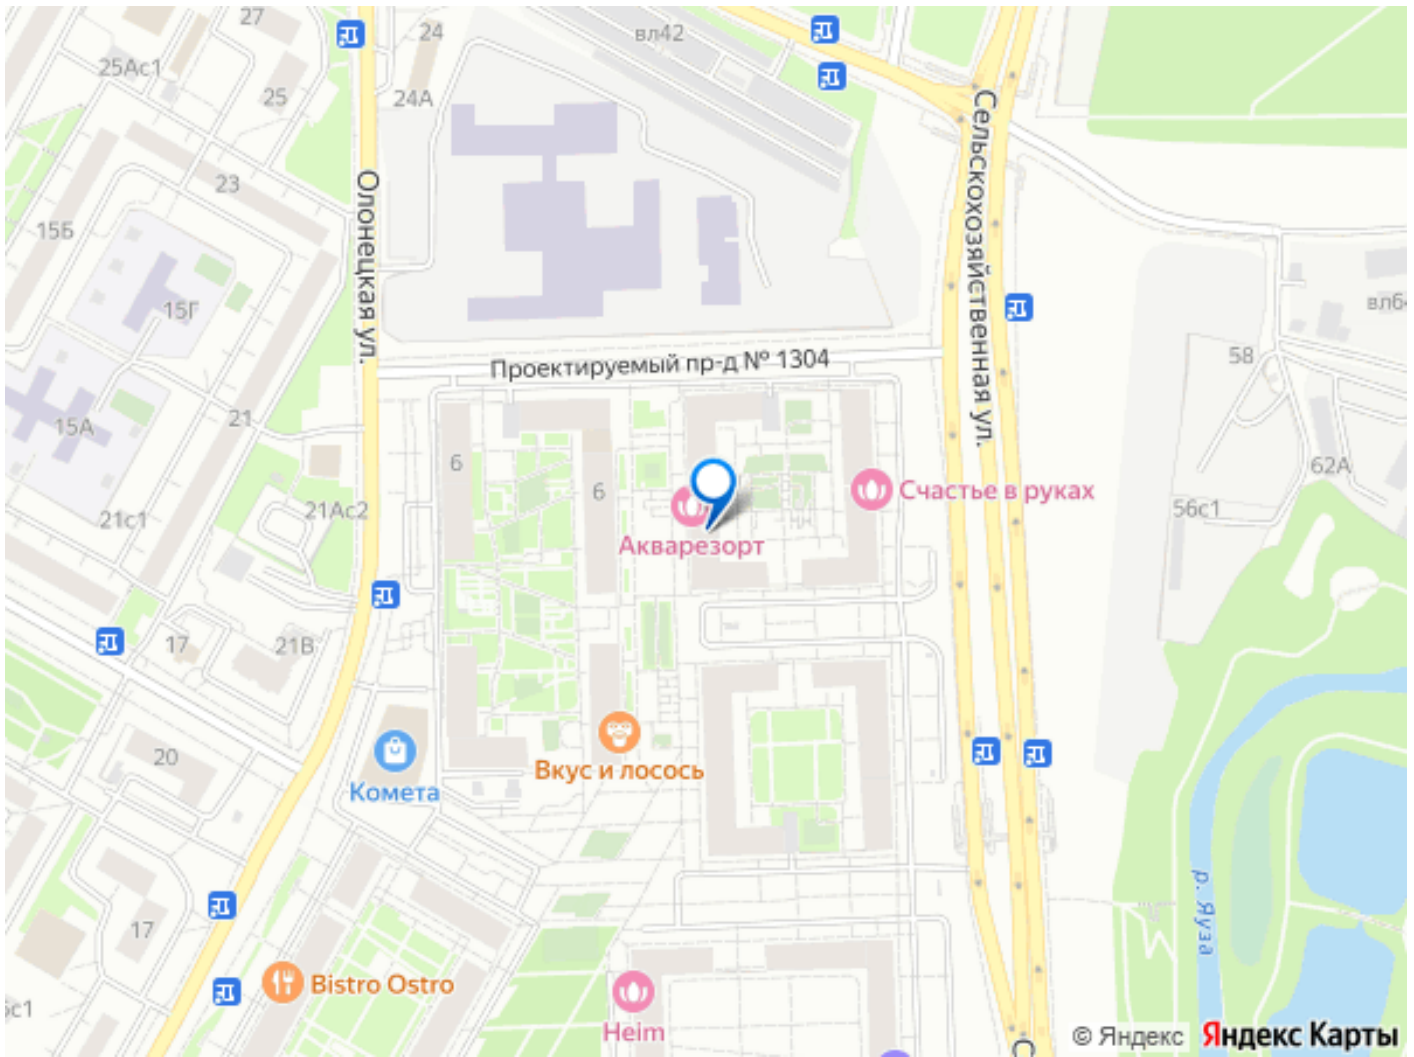 27
24
вл42
25Ас1
25
24А
23
15Б
Олонецкая ул.
Сельскохозяйственная ул.
15Г
58
Проектируемый пр-д № 1304
21
15А
6
6
62А
Счастье в руках
56с1
21с1
21Ас2
Акварезорт
17
21В
20
Вкус и лосось
Комета
р. Яуза
17
Bistro Ostro
Heim
© Яндекс
Яндекс Карты